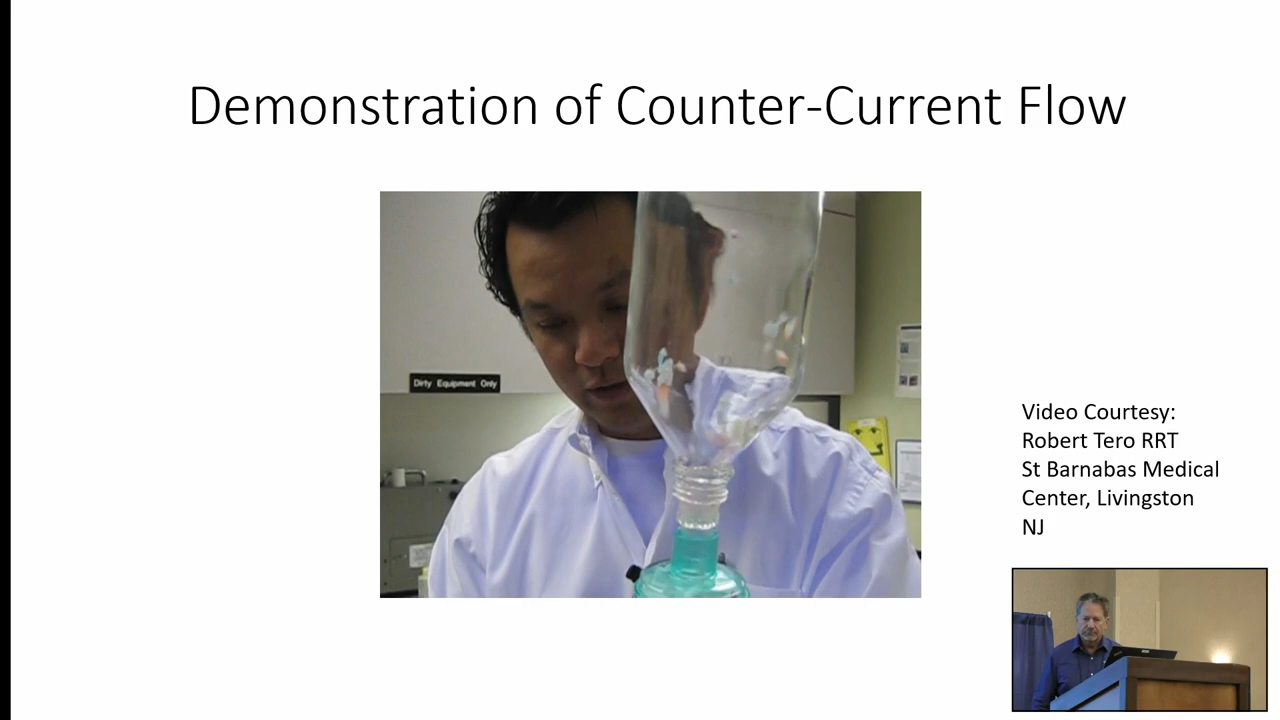 Demonstration of Counter-Current Flow
Dirty Equipment Only
Video Courtesy:
Robert Tero RRT
St Barnabas Medical
Center, Livingston
NJ